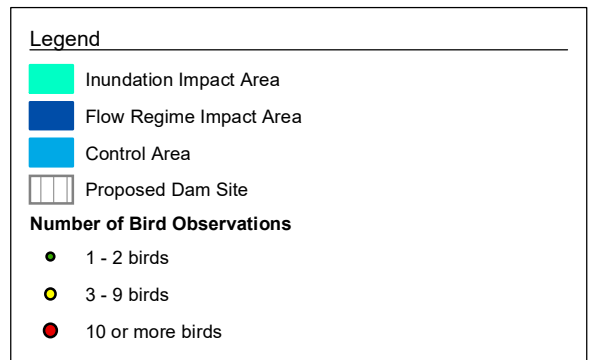 Legend
Inundation Impact Area
Flow Regime Impact Area
Control Area
Proposed Dam Site
Number of Bird Observations
1 - 2 birds
3 - 9 birds
10 or more birds